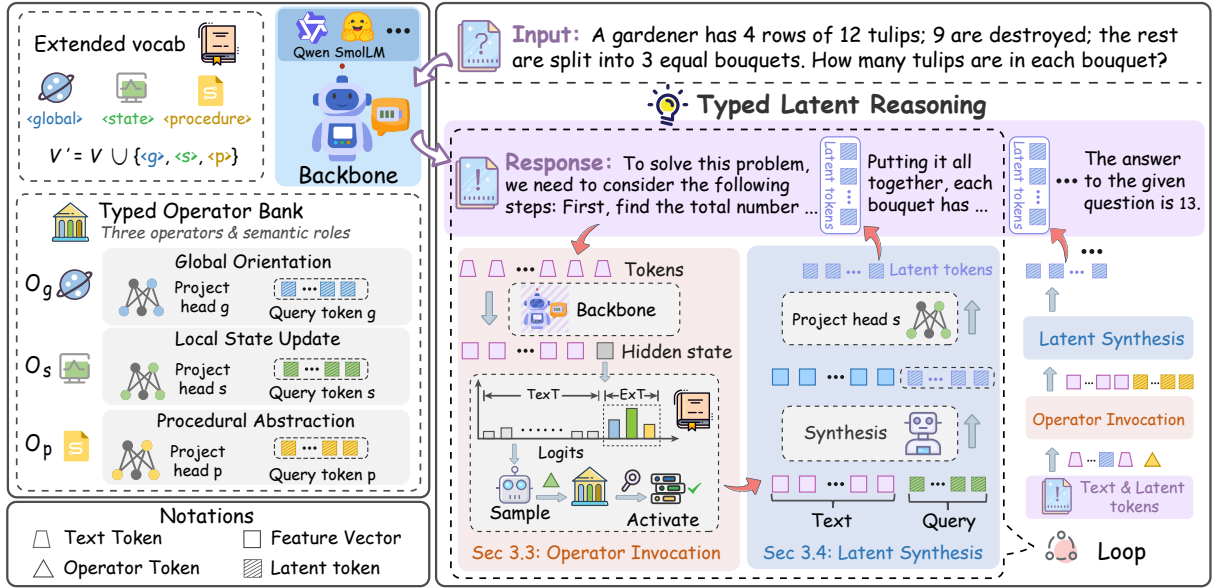 Extended vocab
<global> <state> <procedure>
V' = V ∪ {<g>, <s>, <p>}
Qwen SmolLM
Backbone
Typed Operator Bank
Three operators & semantic roles
Global Orientation
Og
Project
head g
Query token g
Local State Update
Os
Project
head s
Query token s
Procedural Abstraction
Op
Project
head p
Query token p
Notations
Text Token
Feature Vector
Operator Token
Latent token
Input: A gardener has 4 rows of 12 tulips; 9 are destroyed; the rest
are split into 3 equal bouquets. How many tulips are in each bouquet?
Typed Latent Reasoning
Response: To solve this problem,
we need to consider the following
steps: First, find the total number ...
Latent tokens
Putting it all
together, each
bouquet has ...
Latent tokens
The answer
to the given
question is 13.
Tokens
Backbone
Hidden state
TexT
ExT
Logits
Sample
Activate
Sec 3.3: Operator Invocation
Latent tokens
Project head s
Synthesis
Text
Query
Sec 3.4: Latent Synthesis
Latent Synthesis
Operator Invocation
Text & Latent
tokens
Loop